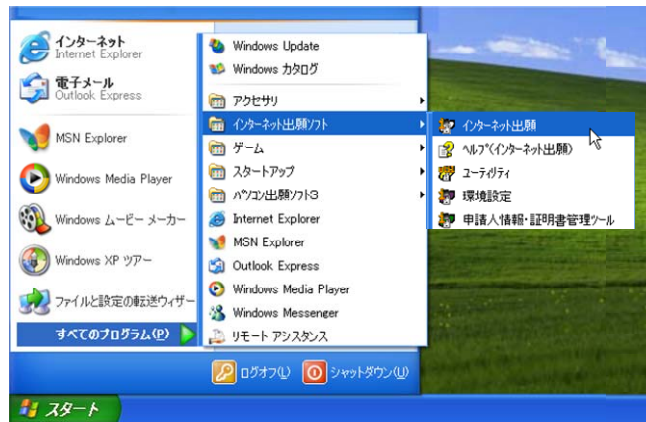 インターネット
Internet Explorer
電子メール
Outlook Express
MSN Explorer
Windows Media Player
Windows ムービー メーカー
Windows XP ツアー
ファイルと設定の転送ウィザー
すべてのプログラム(P)
Windows Update
Windows カタログ
アクセサリ
インターネット出願ソフト
ゲーム
スタートアップ
パソコン出願ソフト3
Internet Explorer
MSN Explorer
Outlook Express
Windows Media Player
Windows Messenger
リモート アシスタンス
インターネット出願
ヘルプ(インターネット出願)
ユーティリティ
環境設定
申請人情報・証明書管理ツール
ログオフ(L)
シャットダウン(U)
スタート